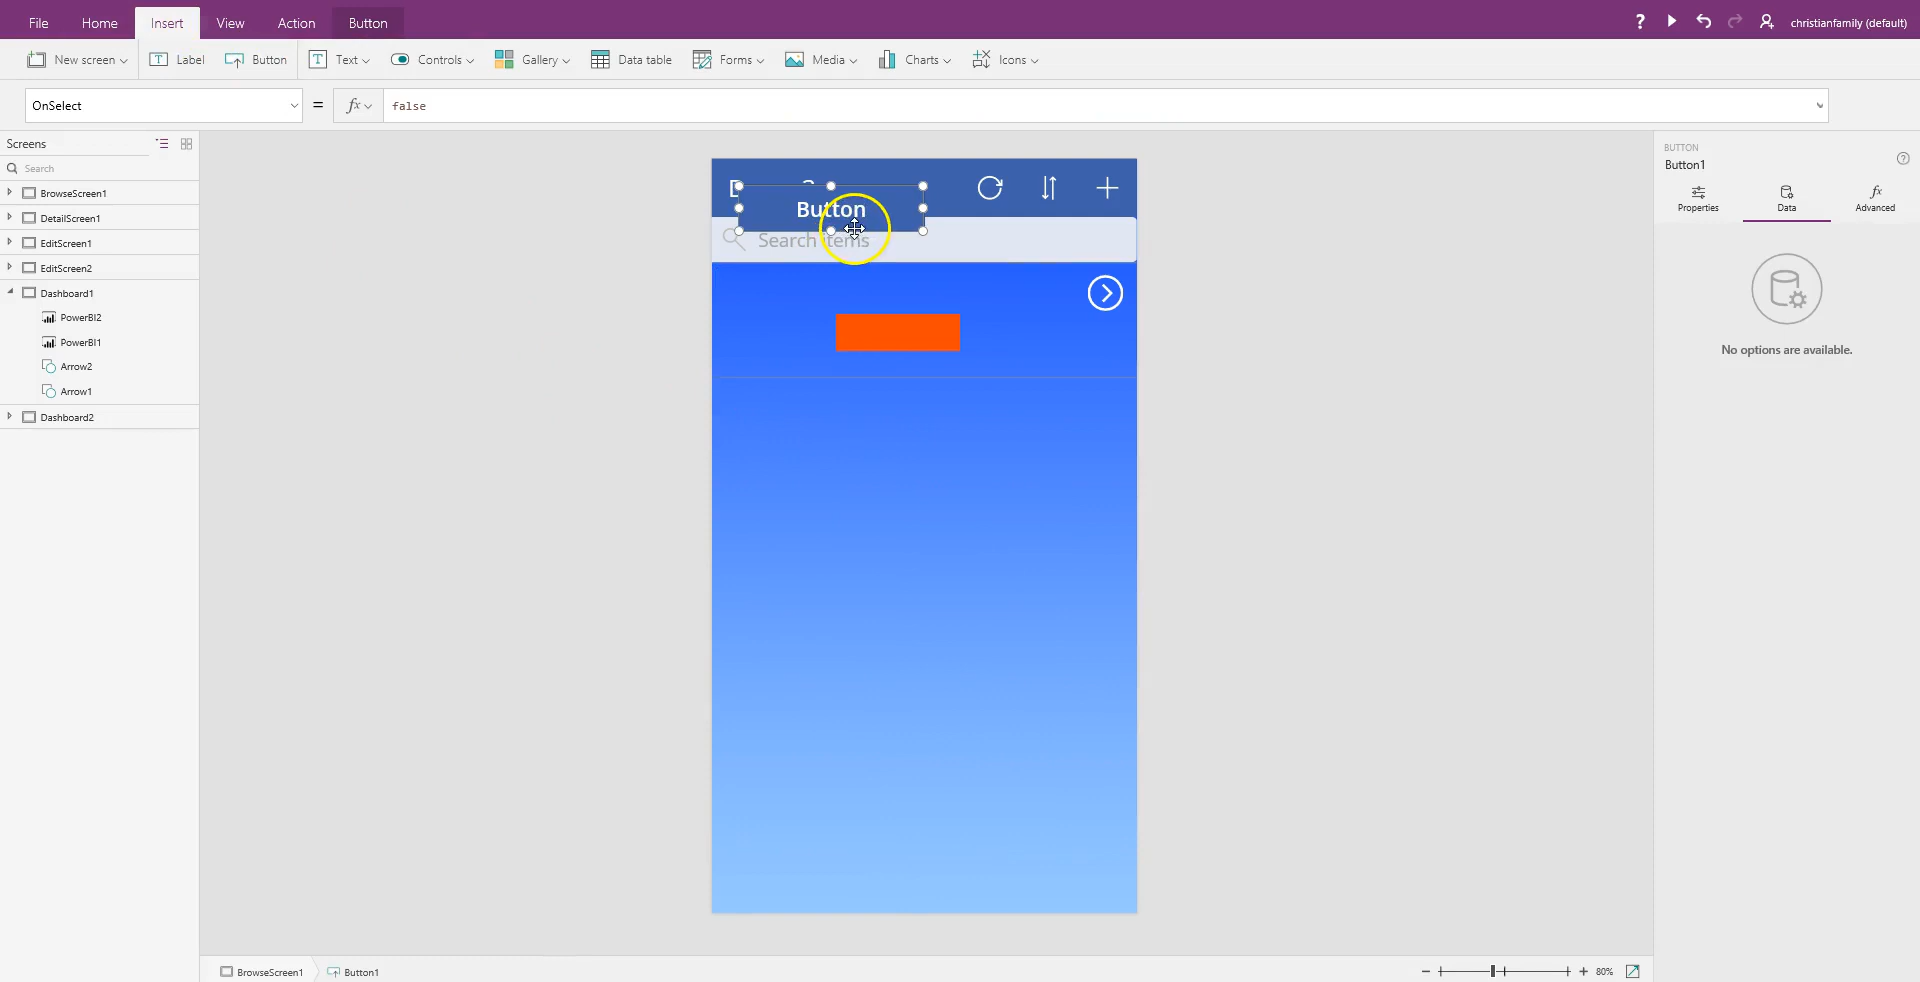 File Home Insert View Action Button christianfamily (default)
New screen Label Button Text Controls Gallery Data table Forms Media Charts Icons
OnSelect = fx false
Screens
Search
BrowseScreen1
DetailScreen1
EditScreen1
EditScreen2
Dashboard1
PowerBI2
PowerBI1
Arrow2
Arrow1
Dashboard2
Button
Search items
BUTTON
Button1
Properties Data Advanced
No options are available.
BrowseScreen1 Button1 80%